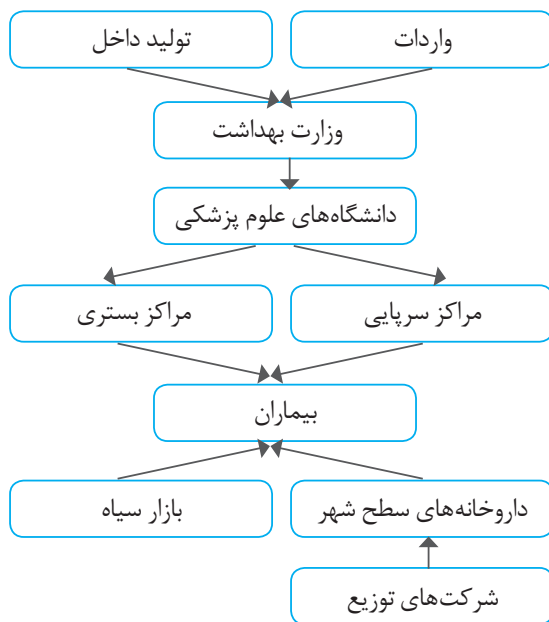 واردات
تولید داخل
وزارت بهداشت
دانشگاه‌های علوم پزشکی
مراکز سرپایی
مراکز بستری
بیماران
داروخانه‌های سطح شهر
بازار سیاه
شرکت‌های توزیع